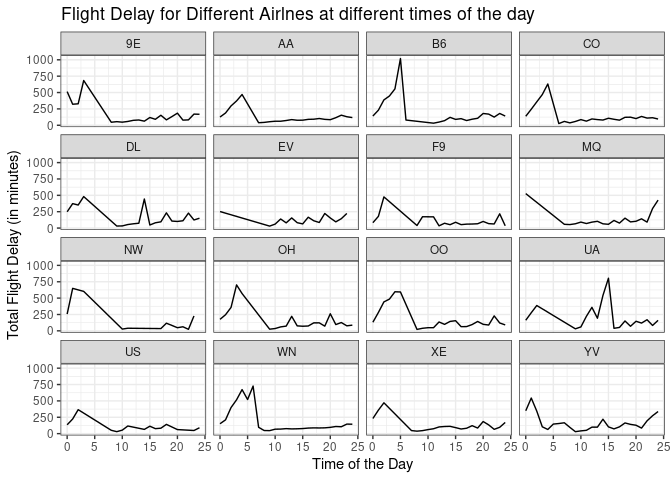 Flight Delay for Different Airlnes at different times of the day
9E AA B6 CO
1000
750
500
250
0
DL EV F9 MQ
1000
750
500
250
0
Total Flight Delay (in minutes)
NW OH OO UA
1000
750
500
250
0
US WN XE YV
1000
750
500
250
0
0 5 10 15 20 25 0 5 10 15 20 25 0 5 10 15 20 25 0 5 10 15 20 25
Time of the Day